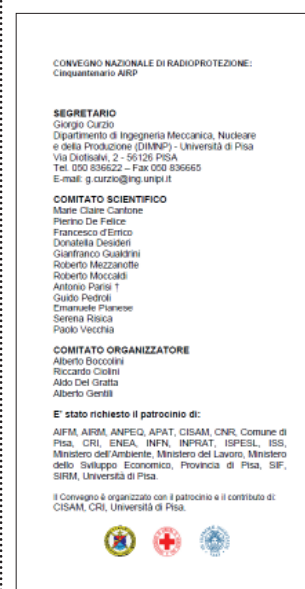 CONVEGNO NAZIONALE DI RADIOPROTEZIONE:
Cinquantenario AIRP
SEGRETARIO
Giorgio Curzio
Dipartimento di Ingegneria Meccanica, Nucleare
e della Produzione (DIMNP) - Università di Pisa
Via Diotisalvi, 2 - 56126 PISA
Tel. 050 836622 – Fax 050 836665
E-mail: g.curzio@ing.unipi.it
COMITATO SCIENTIFICO
Marie Claire Cantone
Pierino De Felice
Francesco d'Errico
Donatella Desideri
Gianfranco Gualdrini
Roberto Mezzanotte
Roberto Moccaldi
Antonio Parisi †
Guido Pedroli
Emanuele Pianese
Serena Risica
Paolo Vecchia
COMITATO ORGANIZZATORE
Alberto Boccolini
Riccardo Ciolini
Aldo Del Gratta
Alberto Gentili
E' stato richiesto il patrocinio di:
AIFM, AIRM, ANPEQ, APAT, CISAM, CNR, Comune di
Pisa, CRI, ENEA, INFN, INPRAT, ISPESL, ISS,
Ministero dell'Ambiente, Ministero del Lavoro, Ministero
dello Sviluppo Economico, Provincia di Pisa, SIF,
SIRM, Università di Pisa.
Il Convegno è organizzato con il patrocinio e il contributo di:
CISAM, CRI, Università di Pisa.